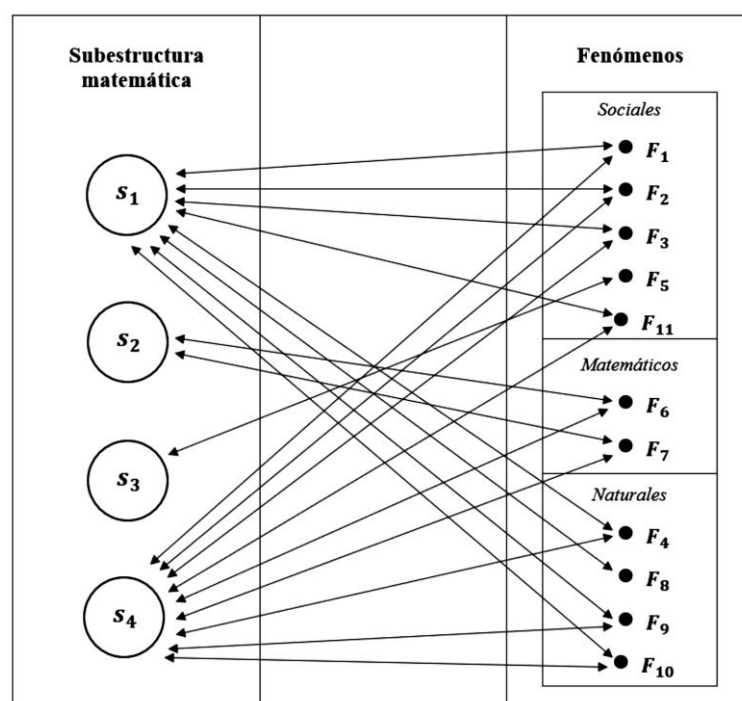 Subestructura
matemática
Fenómenos
Sociales
s₁
F₁
F₂
F₃
F₅
F₁₁
s₂
Matemáticos
F₆
F₇
s₃
Naturales
F₄
F₈
s₄
F₉
F₁₀